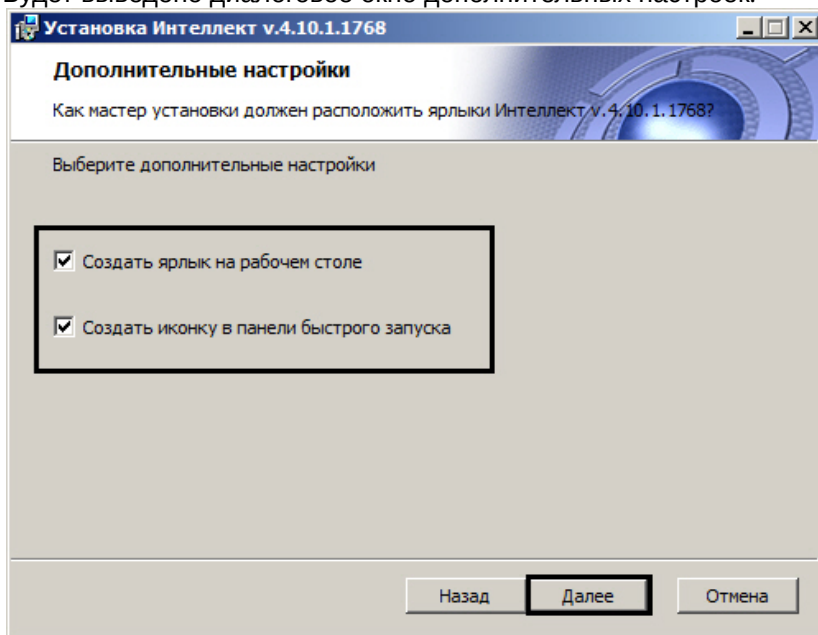 Будет выведено диалоговое окно дополнительных настроек.
Установка Интеллект v.4.10.1.1768
Дополнительные настройки
Как мастер установки должен расположить ярлыки Интеллект v.4.10.1.1768?
Выберите дополнительные настройки
Создать ярлык на рабочем столе
Создать иконку в панели быстрого запуска
Назад Далее Отмена